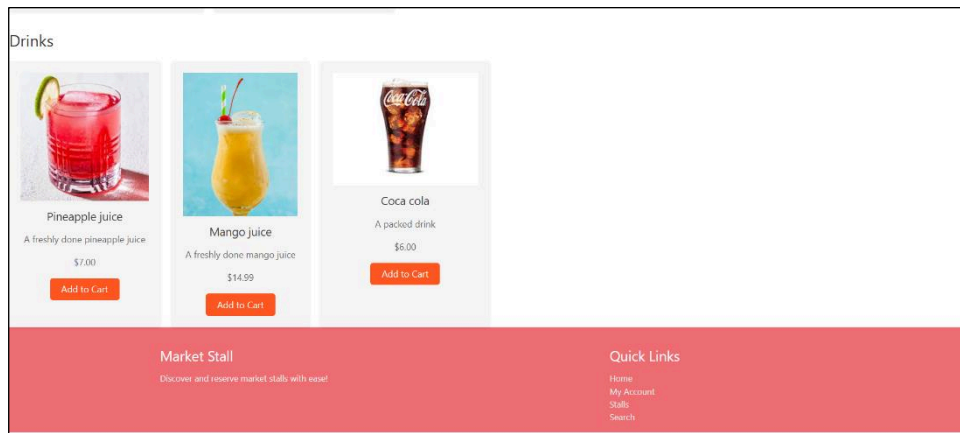 Drinks
Coca-Cola
Pineapple juice
A freshly done pineapple juice
$7.00
Add to Cart
Mango juice
A freshly done mango juice
$14.99
Add to Cart
Coca cola
A packed drink
$6.00
Add to Cart
Market Stall
Discover and reserve market stalls with ease!
Quick Links
Home
My Account
Stalls
Search